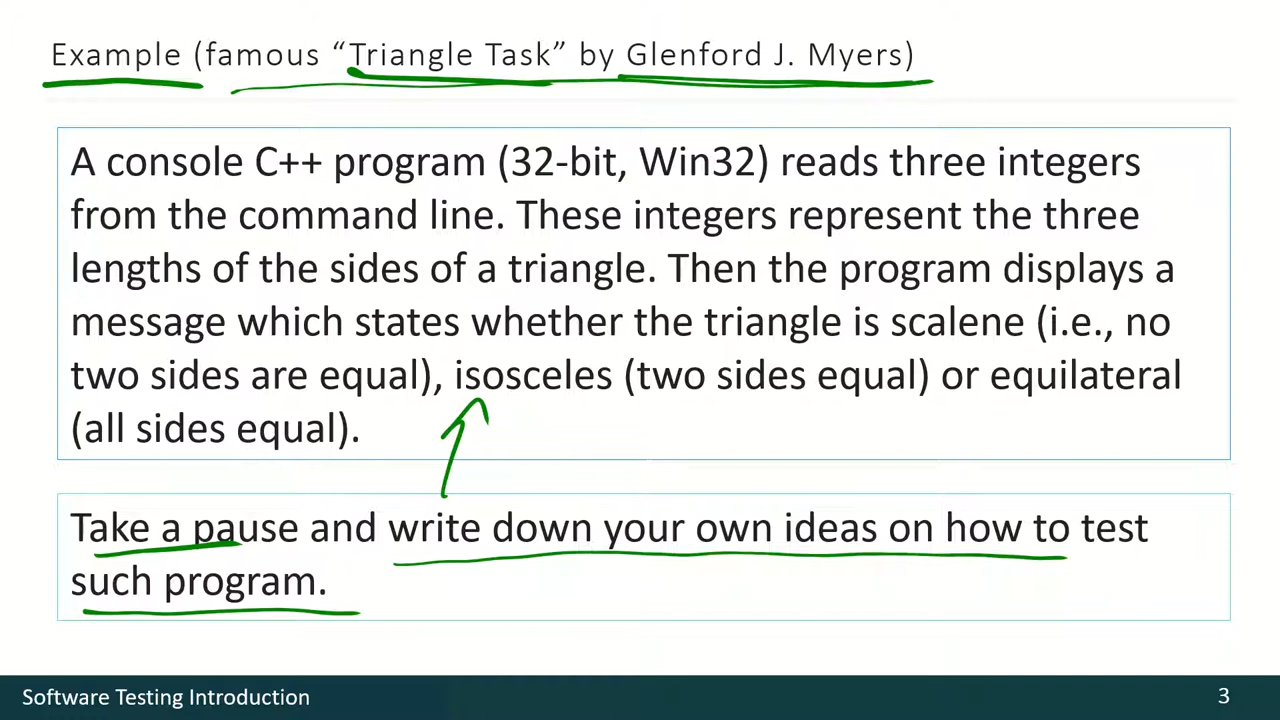 Example (famous “Triangle Task” by Glenford J. Myers)
A console C++ program (32-bit, Win32) reads three integers
from the command line. These integers represent the three
lengths of the sides of a triangle. Then the program displays a
message which states whether the triangle is scalene (i.e., no
two sides are equal), isosceles (two sides equal) or equilateral
(all sides equal).
Take a pause and write down your own ideas on how to test
such program.
Software Testing Introduction
3